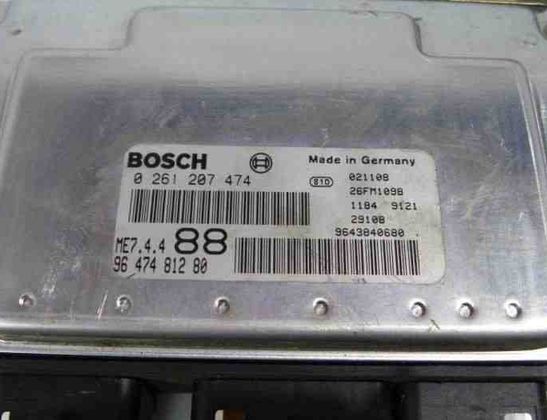 BOSCH
Made in Germany
0 261 207 474
810
021108
26FM1098
1184 9121
29108
9643840680
ME7.4.4 88
96 474 812 80